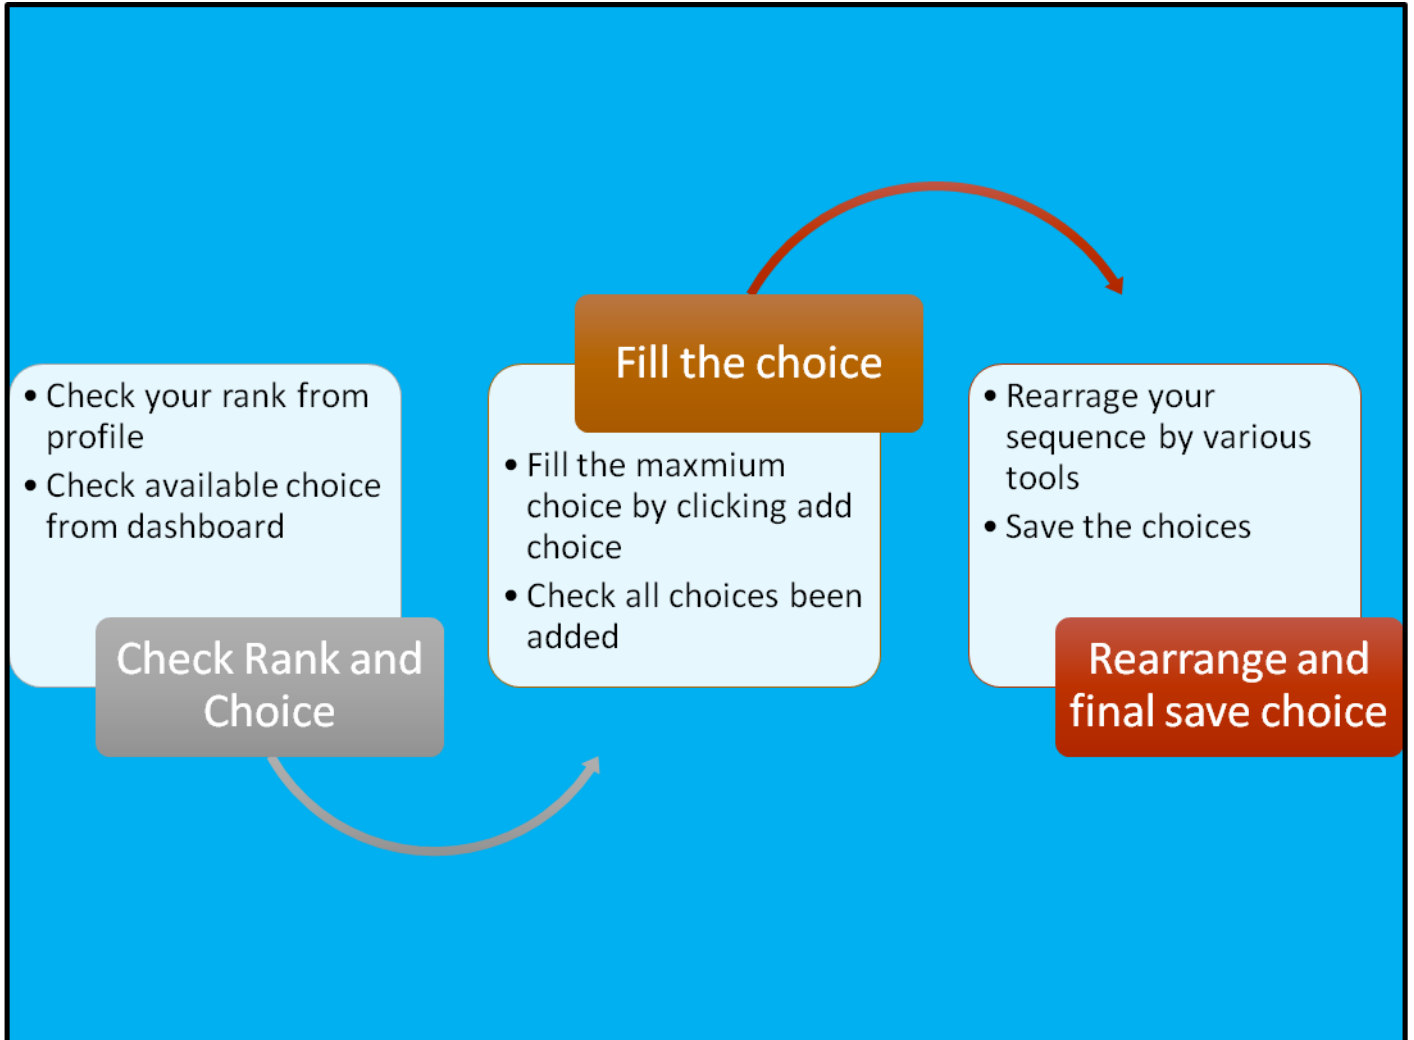 • Check your rank from
profile
• Check available choice
from dashboard
Check Rank and
Choice
Fill the choice
• Fill the maxmium
choice by clicking add
choice
• Check all choices been
added
• Rearrage your
sequence by various
tools
• Save the choices
Rearrange and
final save choice